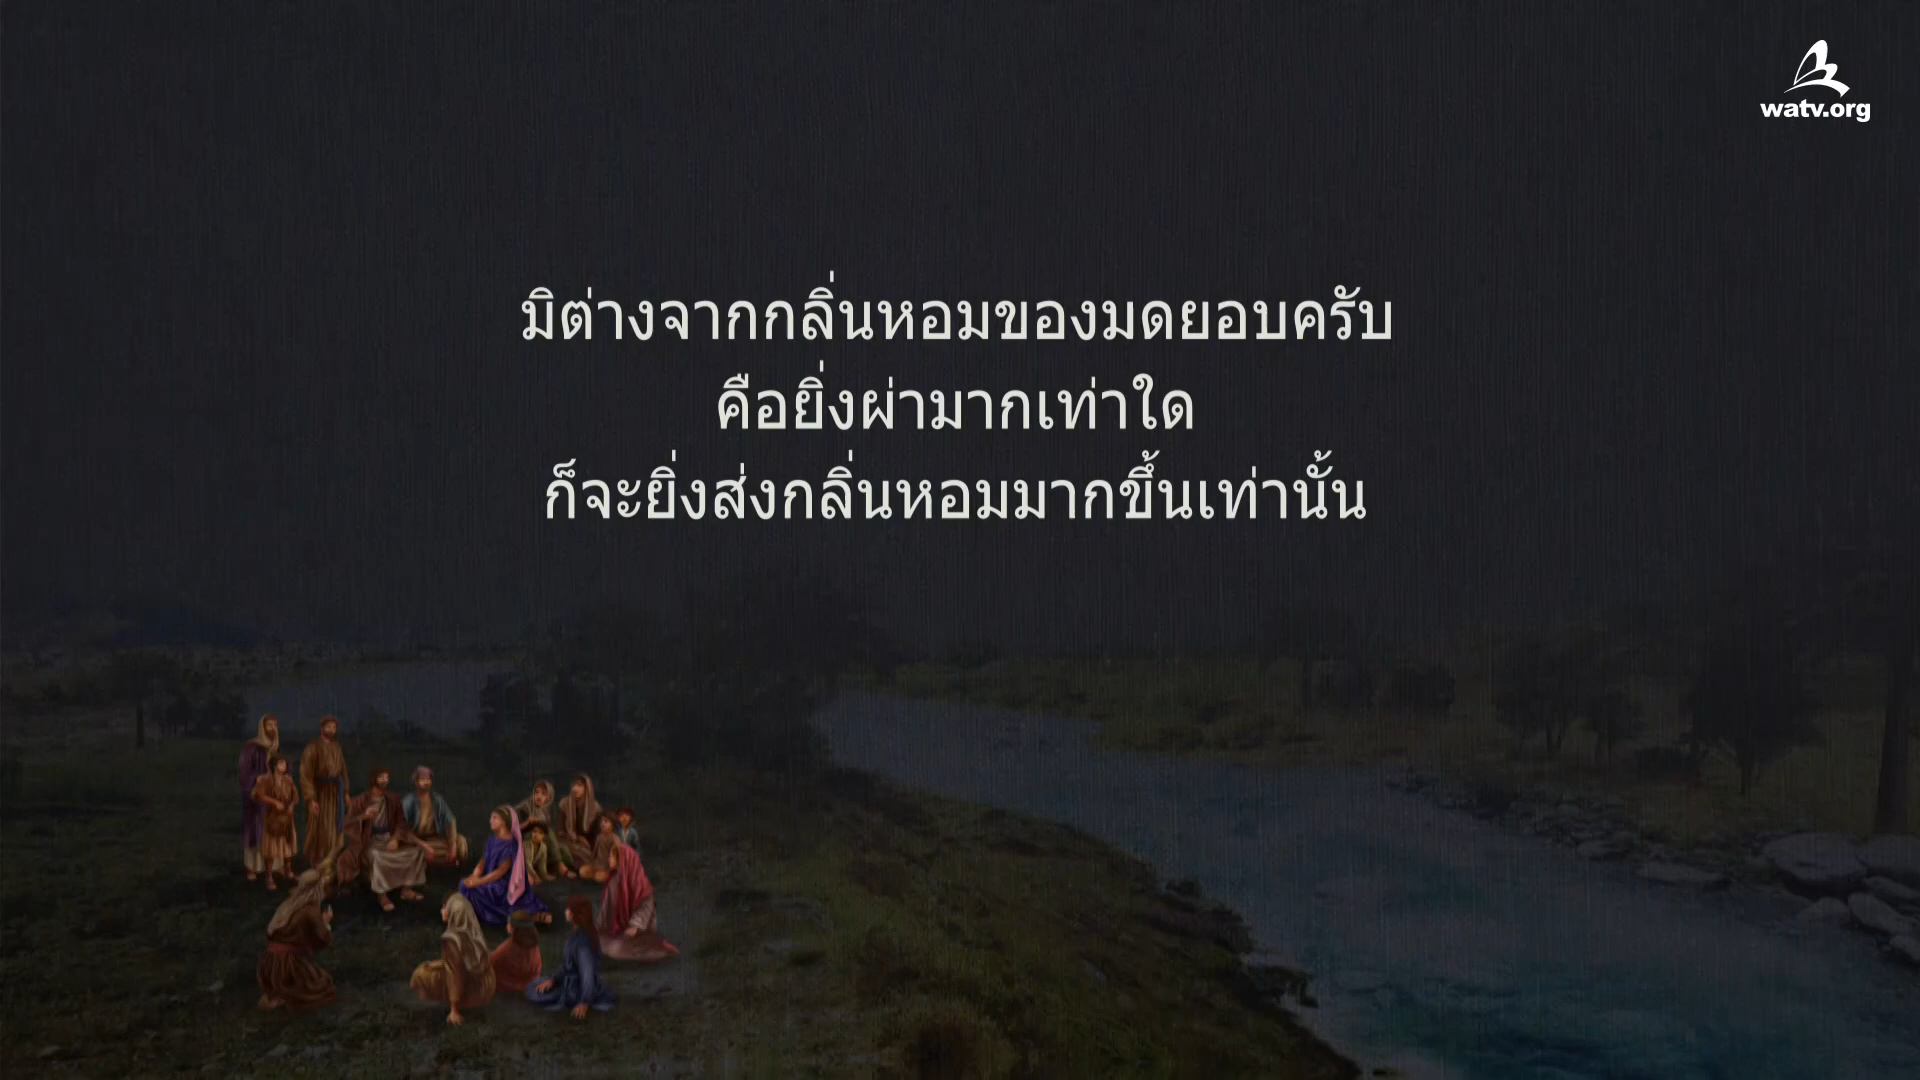 watv.org
มิต่างจากกลิ่นหอมของมดยอบครับ
คือยิ่งผ่ามากเท่าใด
ก็จะยิ่งส่งกลิ่นหอมมากขึ้นเท่านั้น